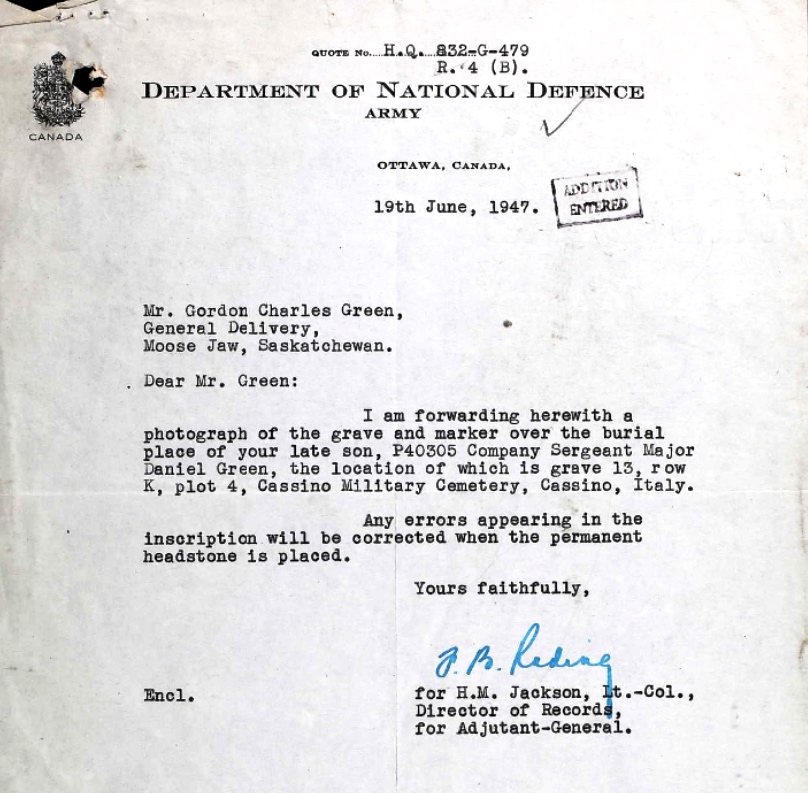 QUOTE No.....H.Q....832-G-479
R. 4 (B).
DEPARTMENT OF NATIONAL DEFENCE
ARMY
CANADA
OTTAWA, CANADA,
19th June, 1947.
ADDITION
ENTERED
Mr. Gordon Charles Green,
General Delivery,
Moose Jaw, Saskatchewan.
Dear Mr. Green:
I am forwarding herewith a
photograph of the grave and marker over the burial
place of your late son, P40305 Company Sergeant Major
Daniel Green, the location of which is grave 13, row
K, plot 4, Cassino Military Cemetery, Cassino, Italy.
Any errors appearing in the
inscription will be corrected when the permanent
headstone is placed.
Yours faithfully,
J. B. Reding
Encl.
for H.M. Jackson, Lt.-Col.,
Director of Records,
for Adjutant-General.